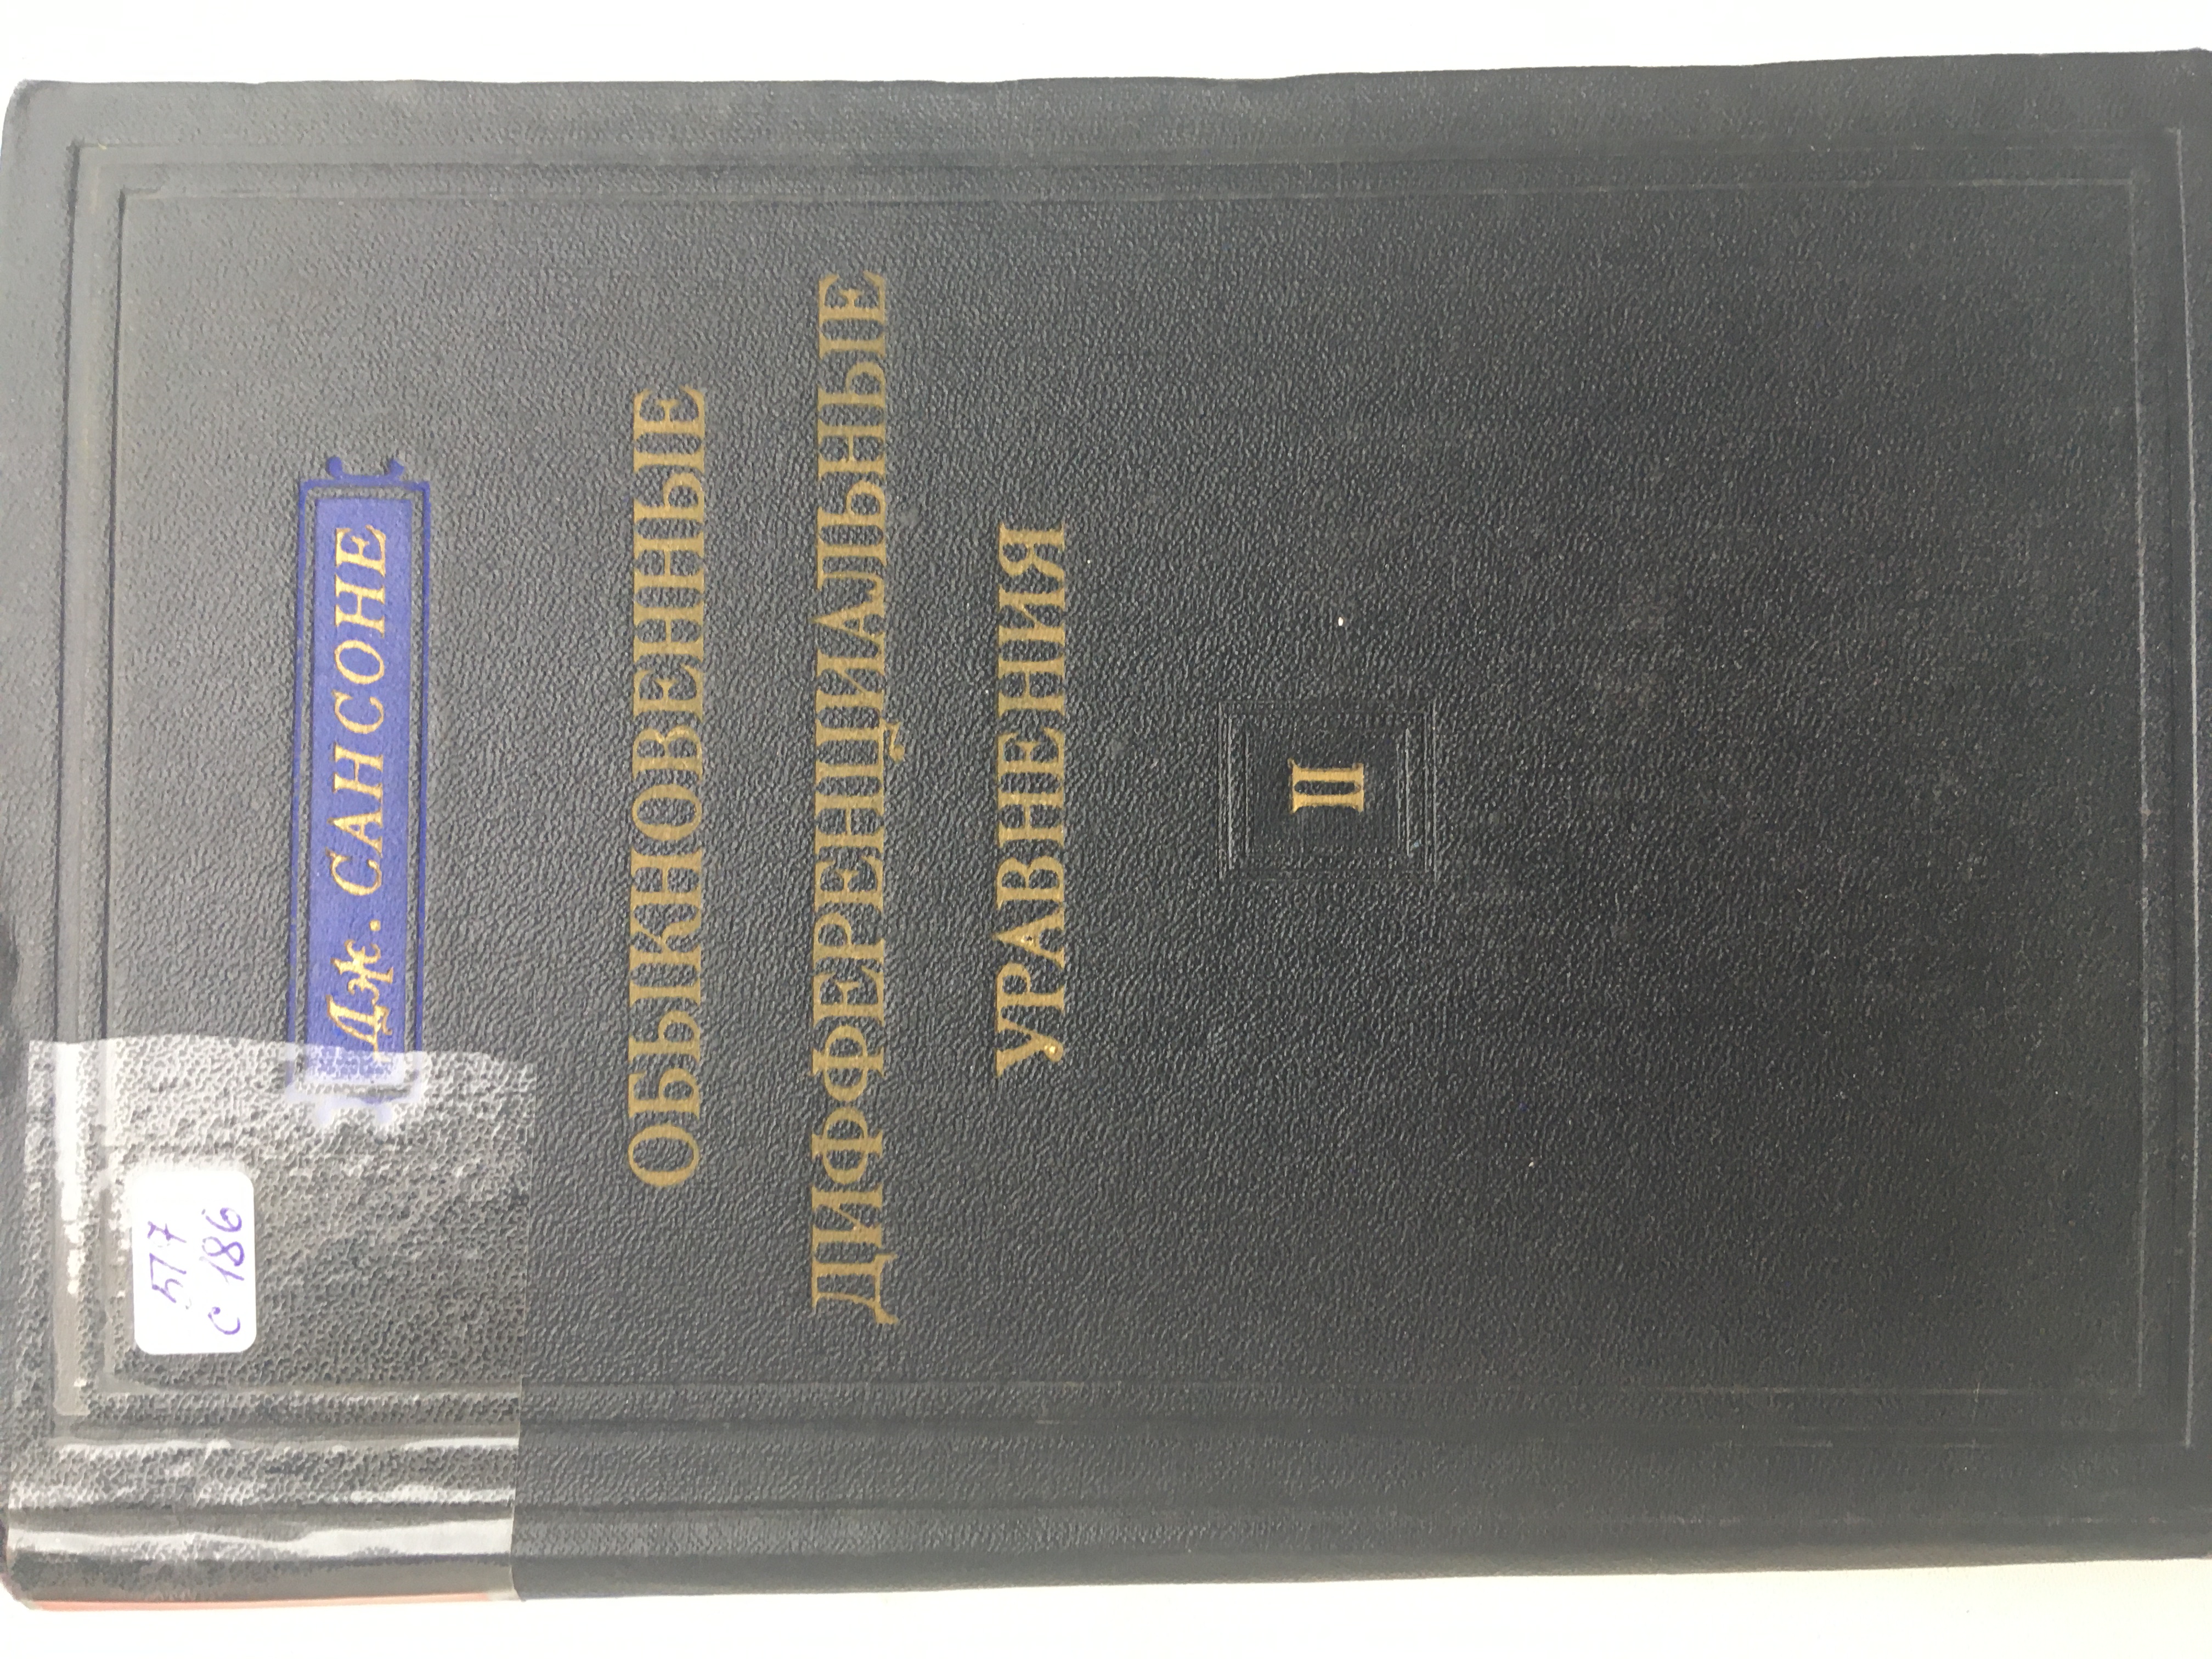 517
с 186
Дж. САНСОНЕ
ОБЫКНОВЕННЫЕ
ДИФФЕРЕНЦИАЛЬНЫЕ
УРАВНЕНИЯ
II